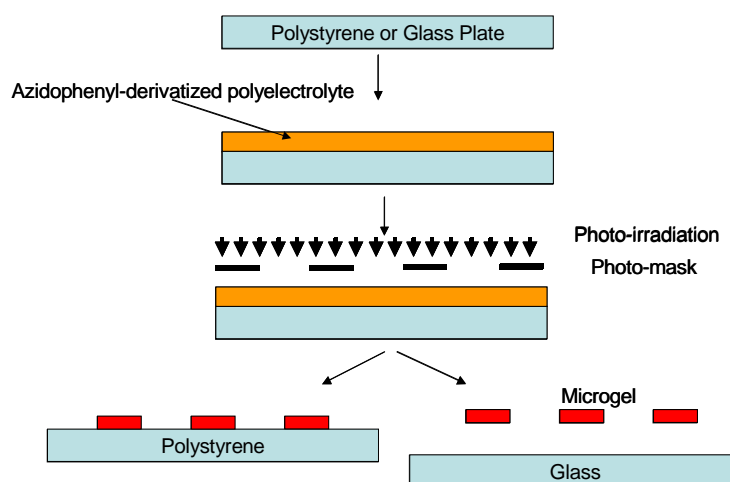 Polystyrene or Glass Plate
Azidophenyl-derivatized polyelectrolyte
Photo-irradiation
Photo-mask
Microgel
Polystyrene
Glass